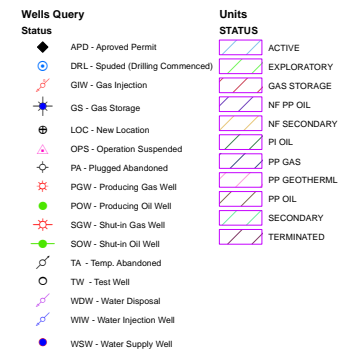 Wells Query
Status
APD - Aproved Permit
DRL - Spuded (Drilling Commenced)
GIW - Gas Injection
GS - Gas Storage
LOC - New Location
OPS - Operation Suspended
PA - Plugged Abandoned
PGW - Producing Gas Well
POW - Producing Oil Well
SGW - Shut-in Gas Well
SOW - Shut-in Oil Well
TA - Temp. Abandoned
TW - Test Well
WDW - Water Disposal
WIW - Water Injection Well
WSW - Water Supply Well
Units
STATUS
ACTIVE
EXPLORATORY
GAS STORAGE
NF PP OIL
NF SECONDARY
PI OIL
PP GAS
PP GEOTHERML
PP OIL
SECONDARY
TERMINATED